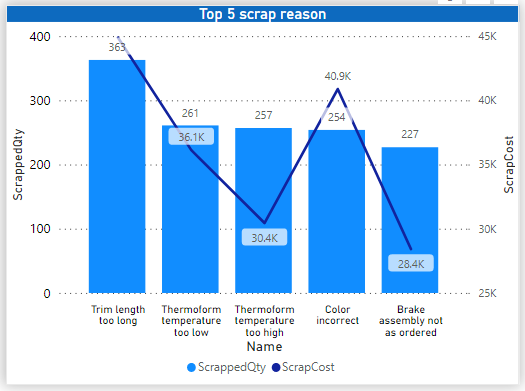 Top 5 scrap reason
400
300
200
100
0
ScrappedQty
45K
40K
35K
30K
25K
ScrapCost
363
261
36.1K
257
30.4K
40.9K
254
227
28.4K
Trim length
too long
Thermoform
temperature
too low
Thermoform
temperature
too high
Color
incorrect
Brake
assembly not
as ordered
Name
ScrappedQty ScrapCost